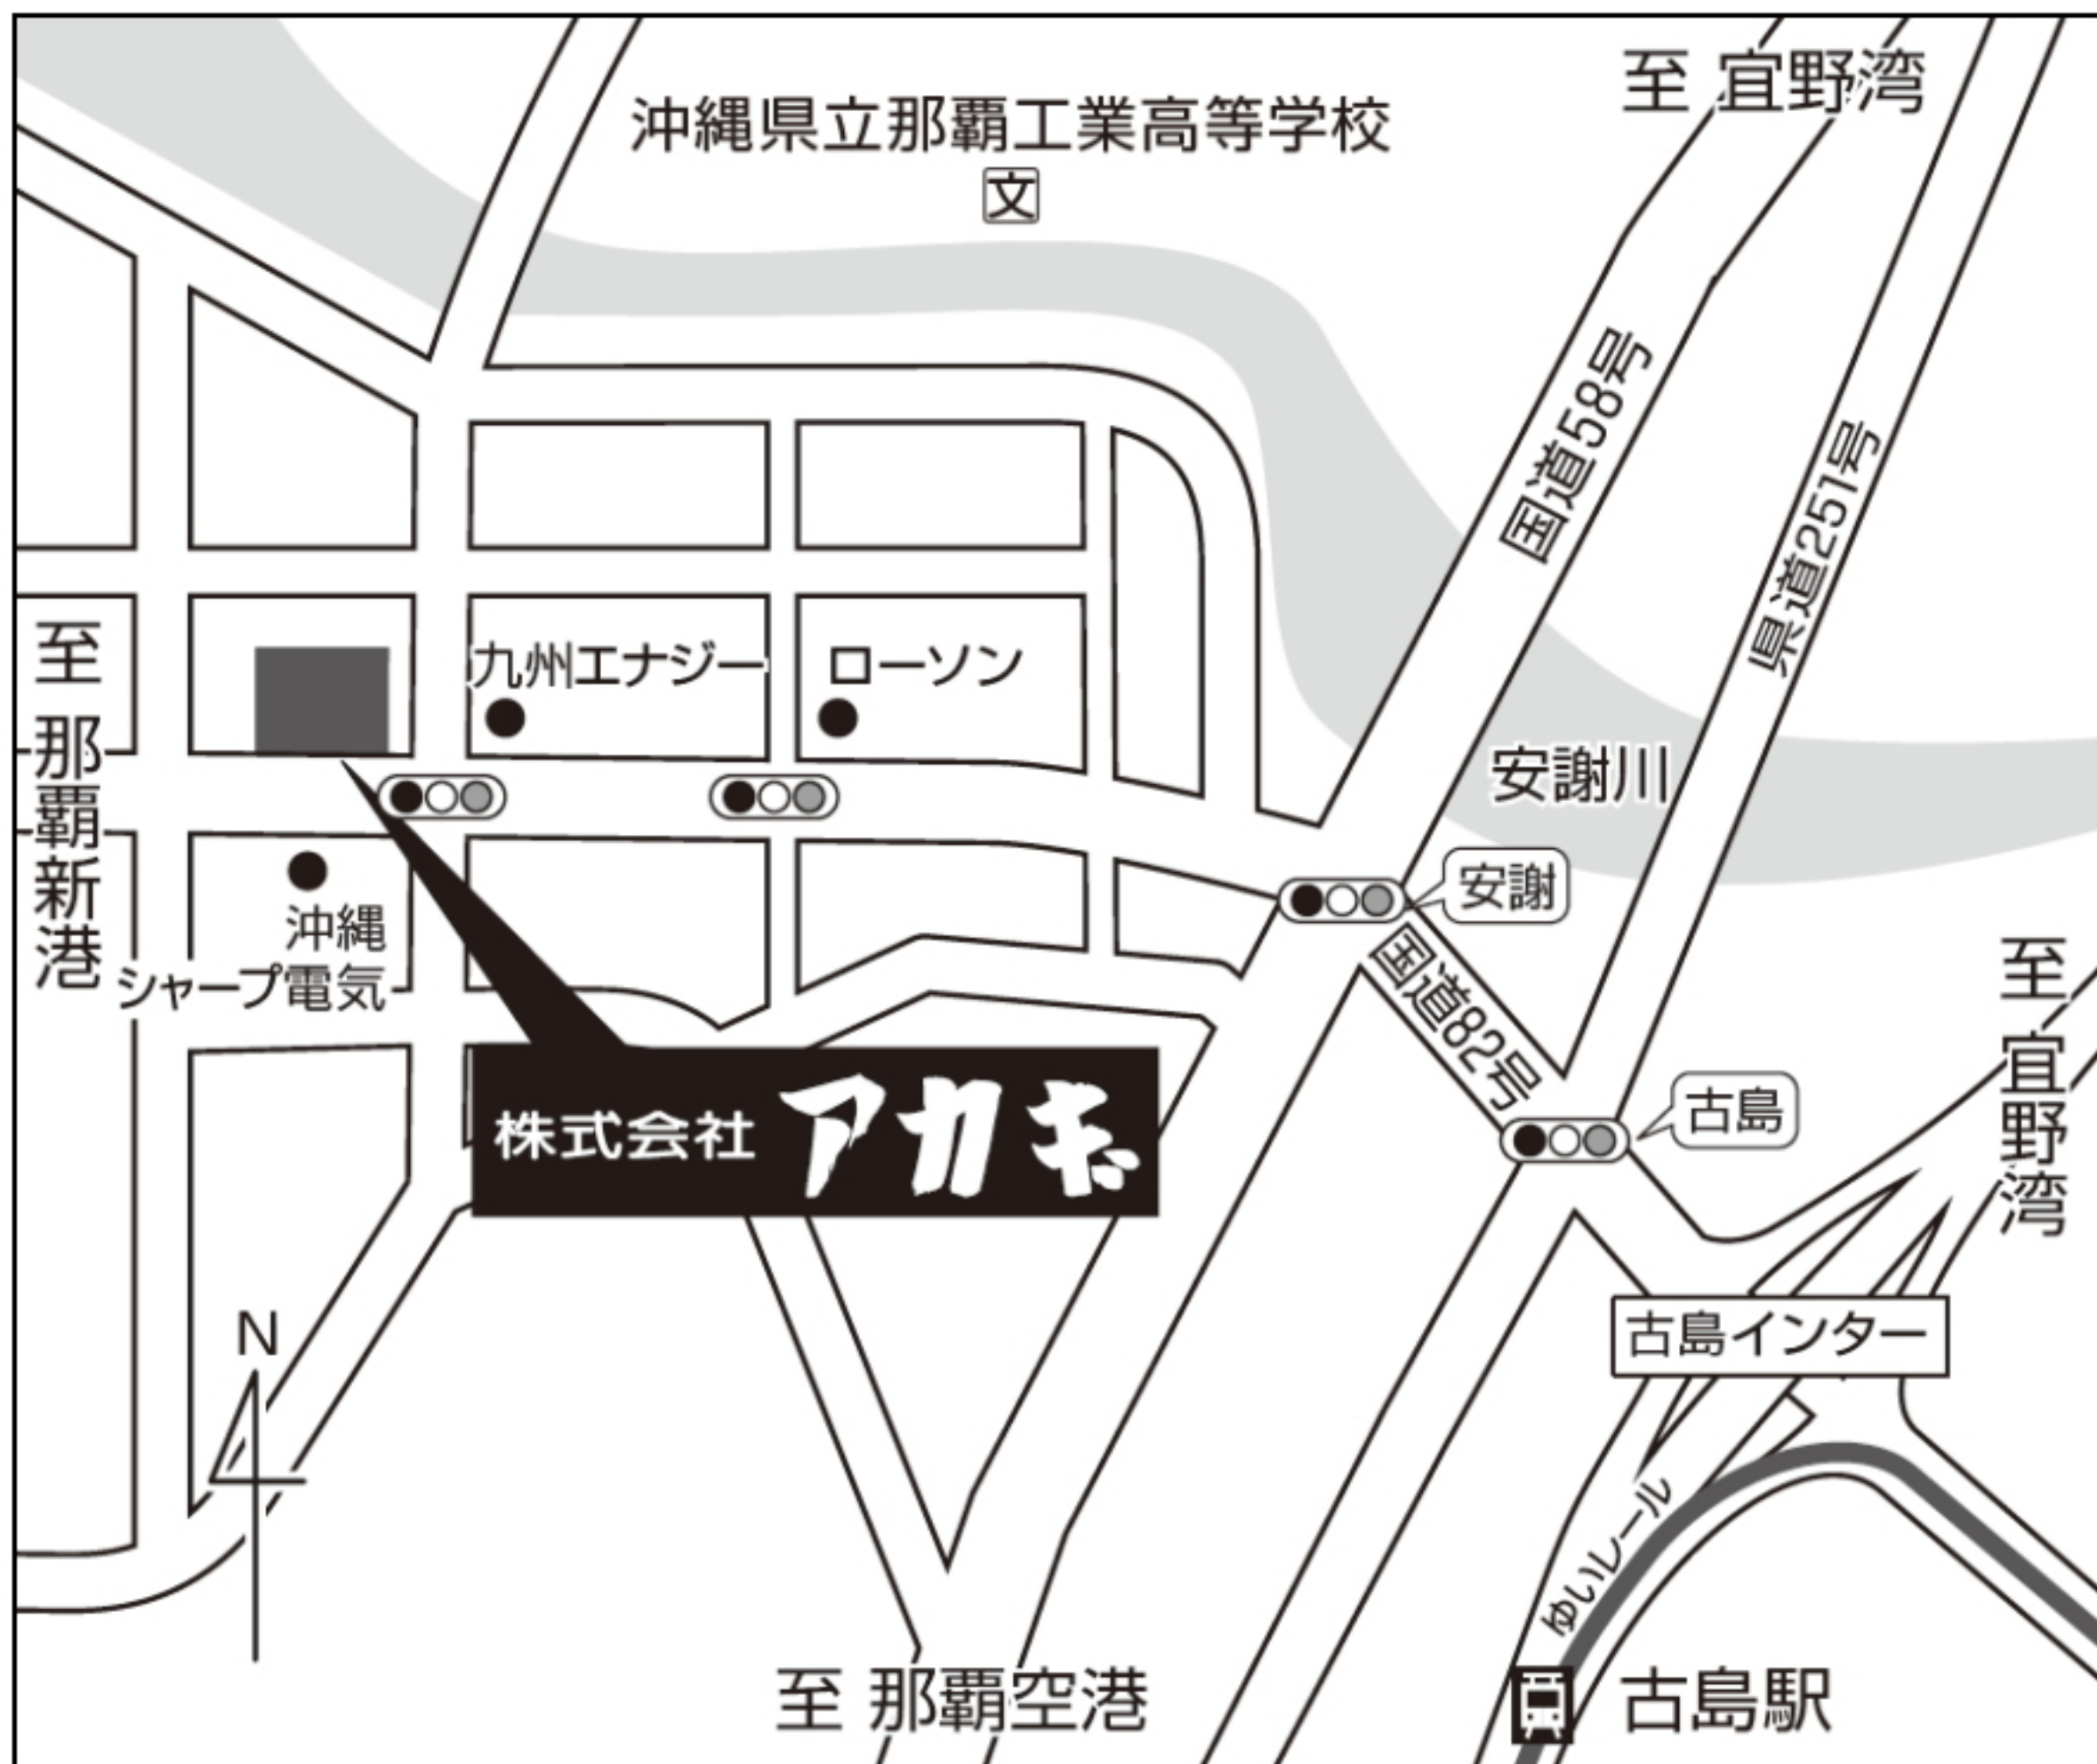 至 宜野湾
沖縄県立那覇工業高等学校
文
国道58号
県道251号
至 那覇新港
九州エナジー
ローソン
安謝川
安謝
沖縄
シャープ電気
国道82号
至 宜野湾
古島
株式会社 アカギ
古島インター
N
ゆいレール
至 那覇空港
古島駅